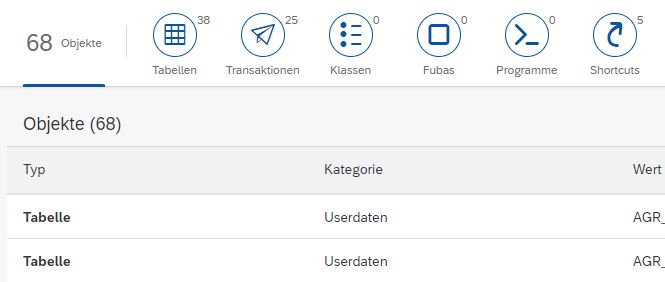 68 Objekte
38 25 0 0 0 5
Tabellen Transaktionen Klassen Fubas Programme Shortcuts
Objekte (68)
Typ Kategorie Wert
Tabelle Userdaten AGR_
Tabelle Userdaten AGR_